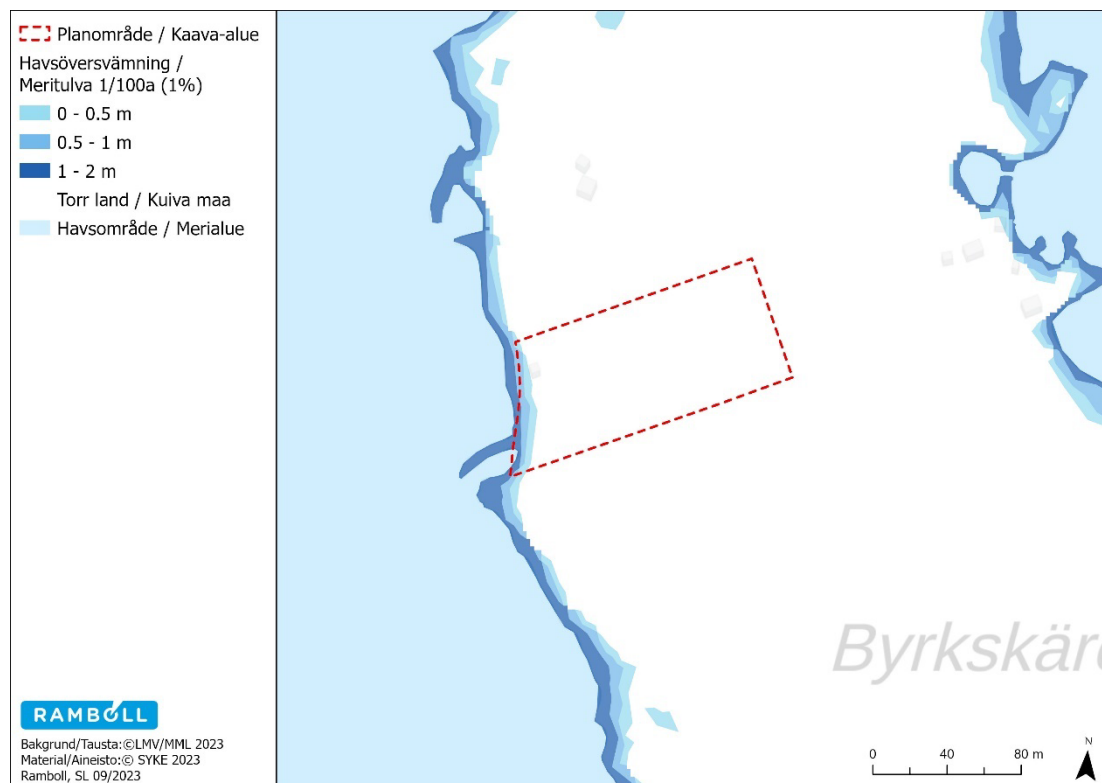 Planområde / Kaava-alue
Havsöversvämning /
Meritulva 1/100a (1%)
0 - 0.5 m
0.5 - 1 m
1 - 2 m
Torr land / Kuiva maa
Havsområde / Merialue
Byrkskäre
RAMBOLL
Bakgrund/Tausta:©LMV/MML 2023
Material/Aineisto:© SYKE 2023
Ramboll, SL 09/2023
0 40 80 m
N